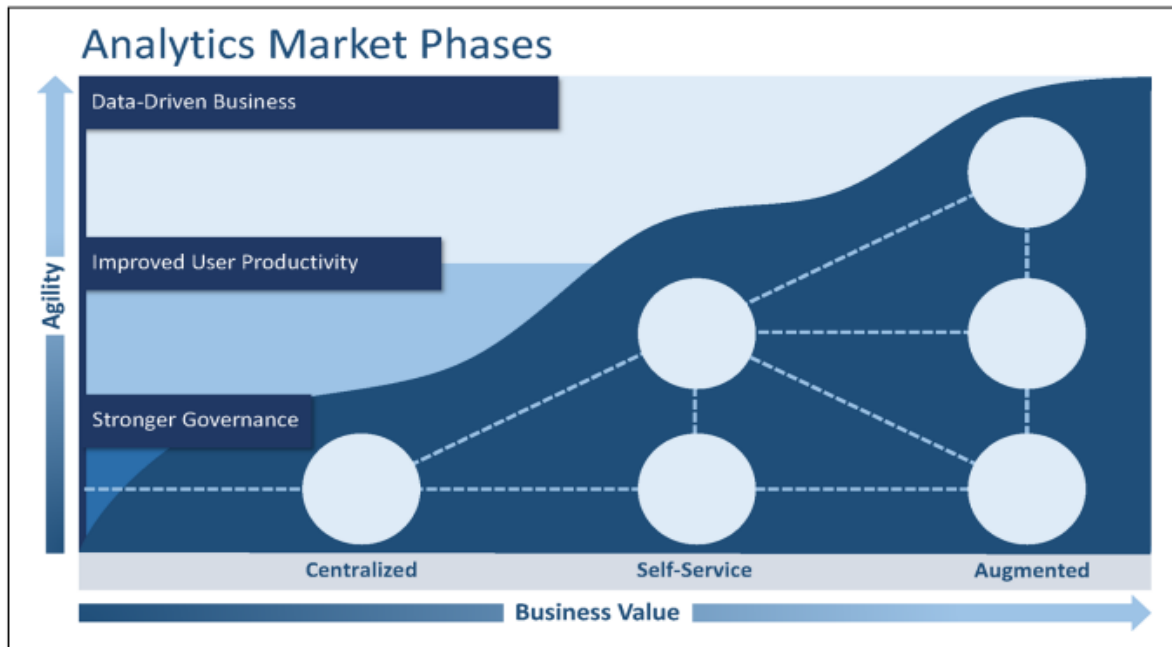 Analytics Market Phases
Data-Driven Business
Improved User Productivity
Agility
Stronger Governance
Centralized
Self-Service
Augmented
Business Value